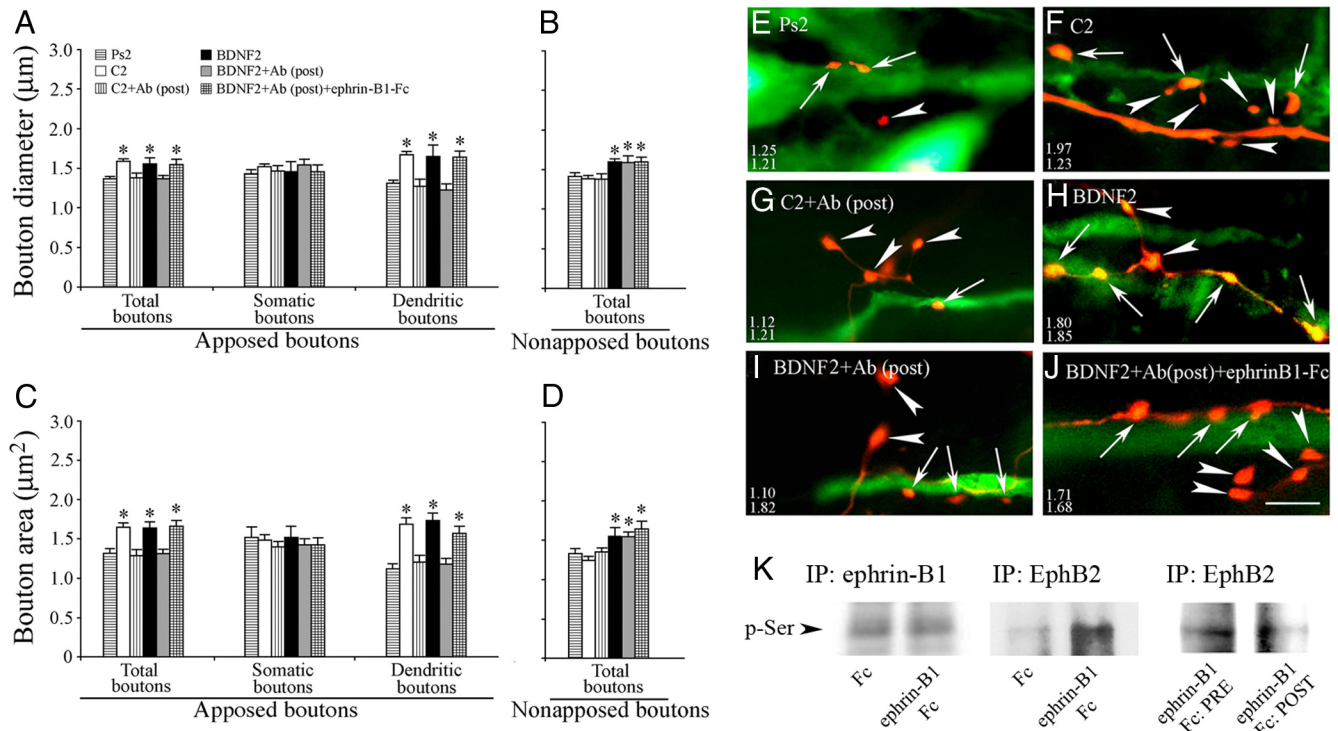 A
B
3.0
2.5
2.0
1.5
1.0
0.5
0
Bouton diameter (μm)
Ps2
C2
C2+Ab (post)
BDNF2
BDNF2+Ab (post)
BDNF2+Ab (post)+ephrin-B1-Fc
* * *
* * *
* * *
Total boutons
Somatic boutons
Dendritic boutons
Apposed boutons
Total boutons
Nonapposed boutons
C
D
3.0
2.5
2.0
1.5
1.0
0.5
0
Bouton area (μm²)
* * *
* * *
* * *
Total boutons
Somatic boutons
Dendritic boutons
Apposed boutons
Total boutons
Nonapposed boutons
E Ps2
1.25
1.21
F C2
1.97
1.23
G C2+Ab (post)
1.12
1.21
H BDNF2
1.80
1.85
I BDNF2+Ab (post)
1.10
1.82
J BDNF2+Ab(post)+ephrinB1-Fc
1.71
1.68
K
IP: ephrin-B1
IP: EphB2
IP: EphB2
p-Ser
Fc
ephrin-B1 Fc
Fc
ephrin-B1 Fc
ephrin-B1 Fc: PRE
ephrin-B1 Fc: POST